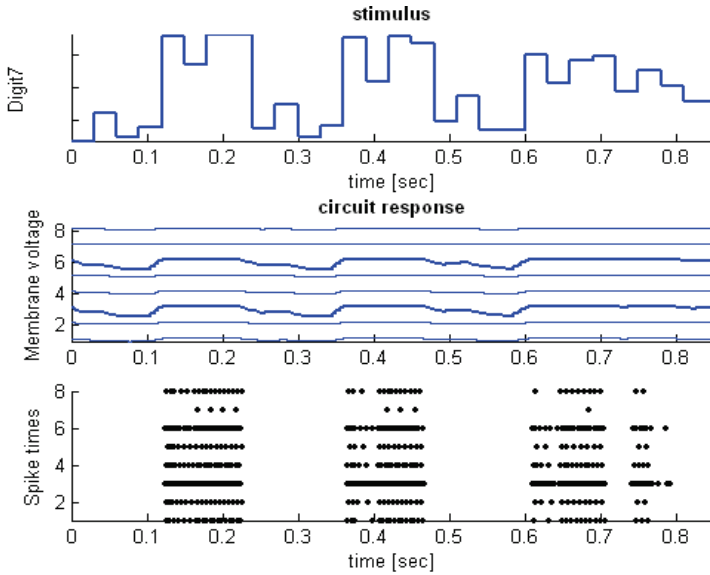 stimulus
Digit7
0 0.1 0.2 0.3 0.4 0.5 0.6 0.7 0.8
time [sec]
circuit response
Membrane voltage
8
6
4
2
0 0.1 0.2 0.3 0.4 0.5 0.6 0.7 0.8
time [sec]
Spike times
8
6
4
2
0 0.1 0.2 0.3 0.4 0.5 0.6 0.7 0.8
time [sec]